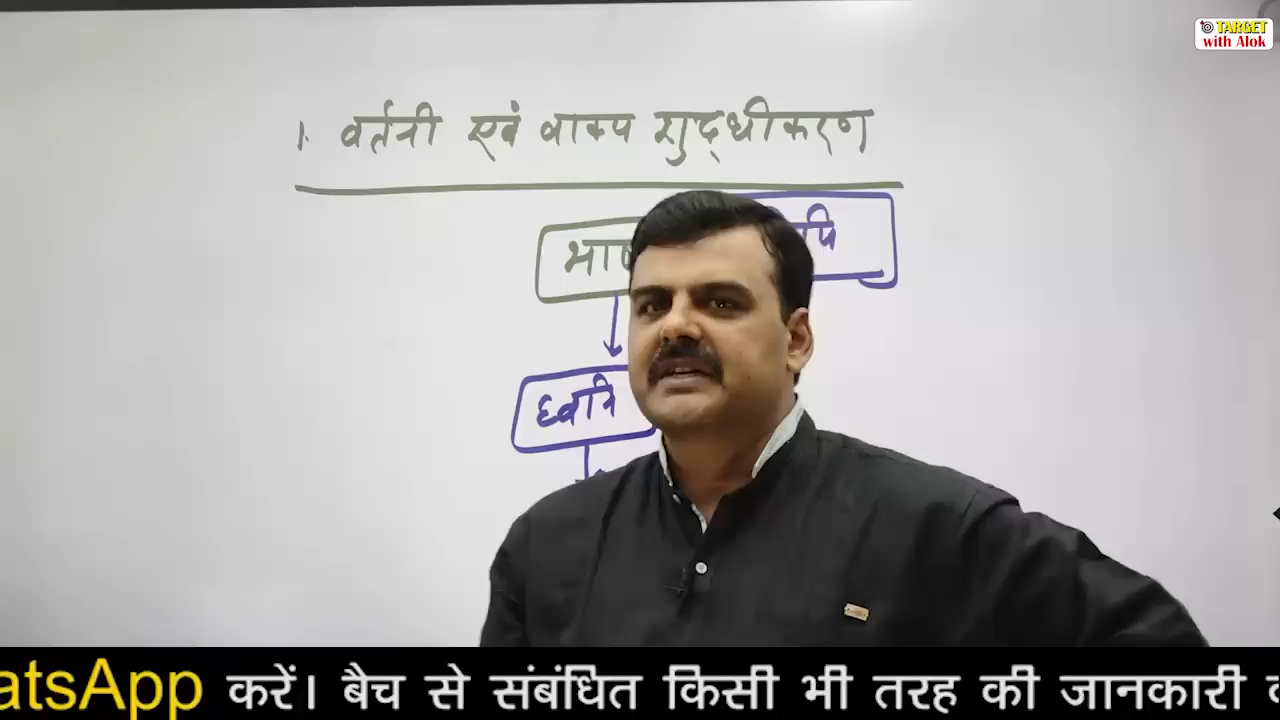 TARGET
with Alok
1. वर्तनी एवं वाक्य शुद्धीकरण
ध्वनि
atsApp करें। बैच से संबंधित किसी भी तरह की जानकारी